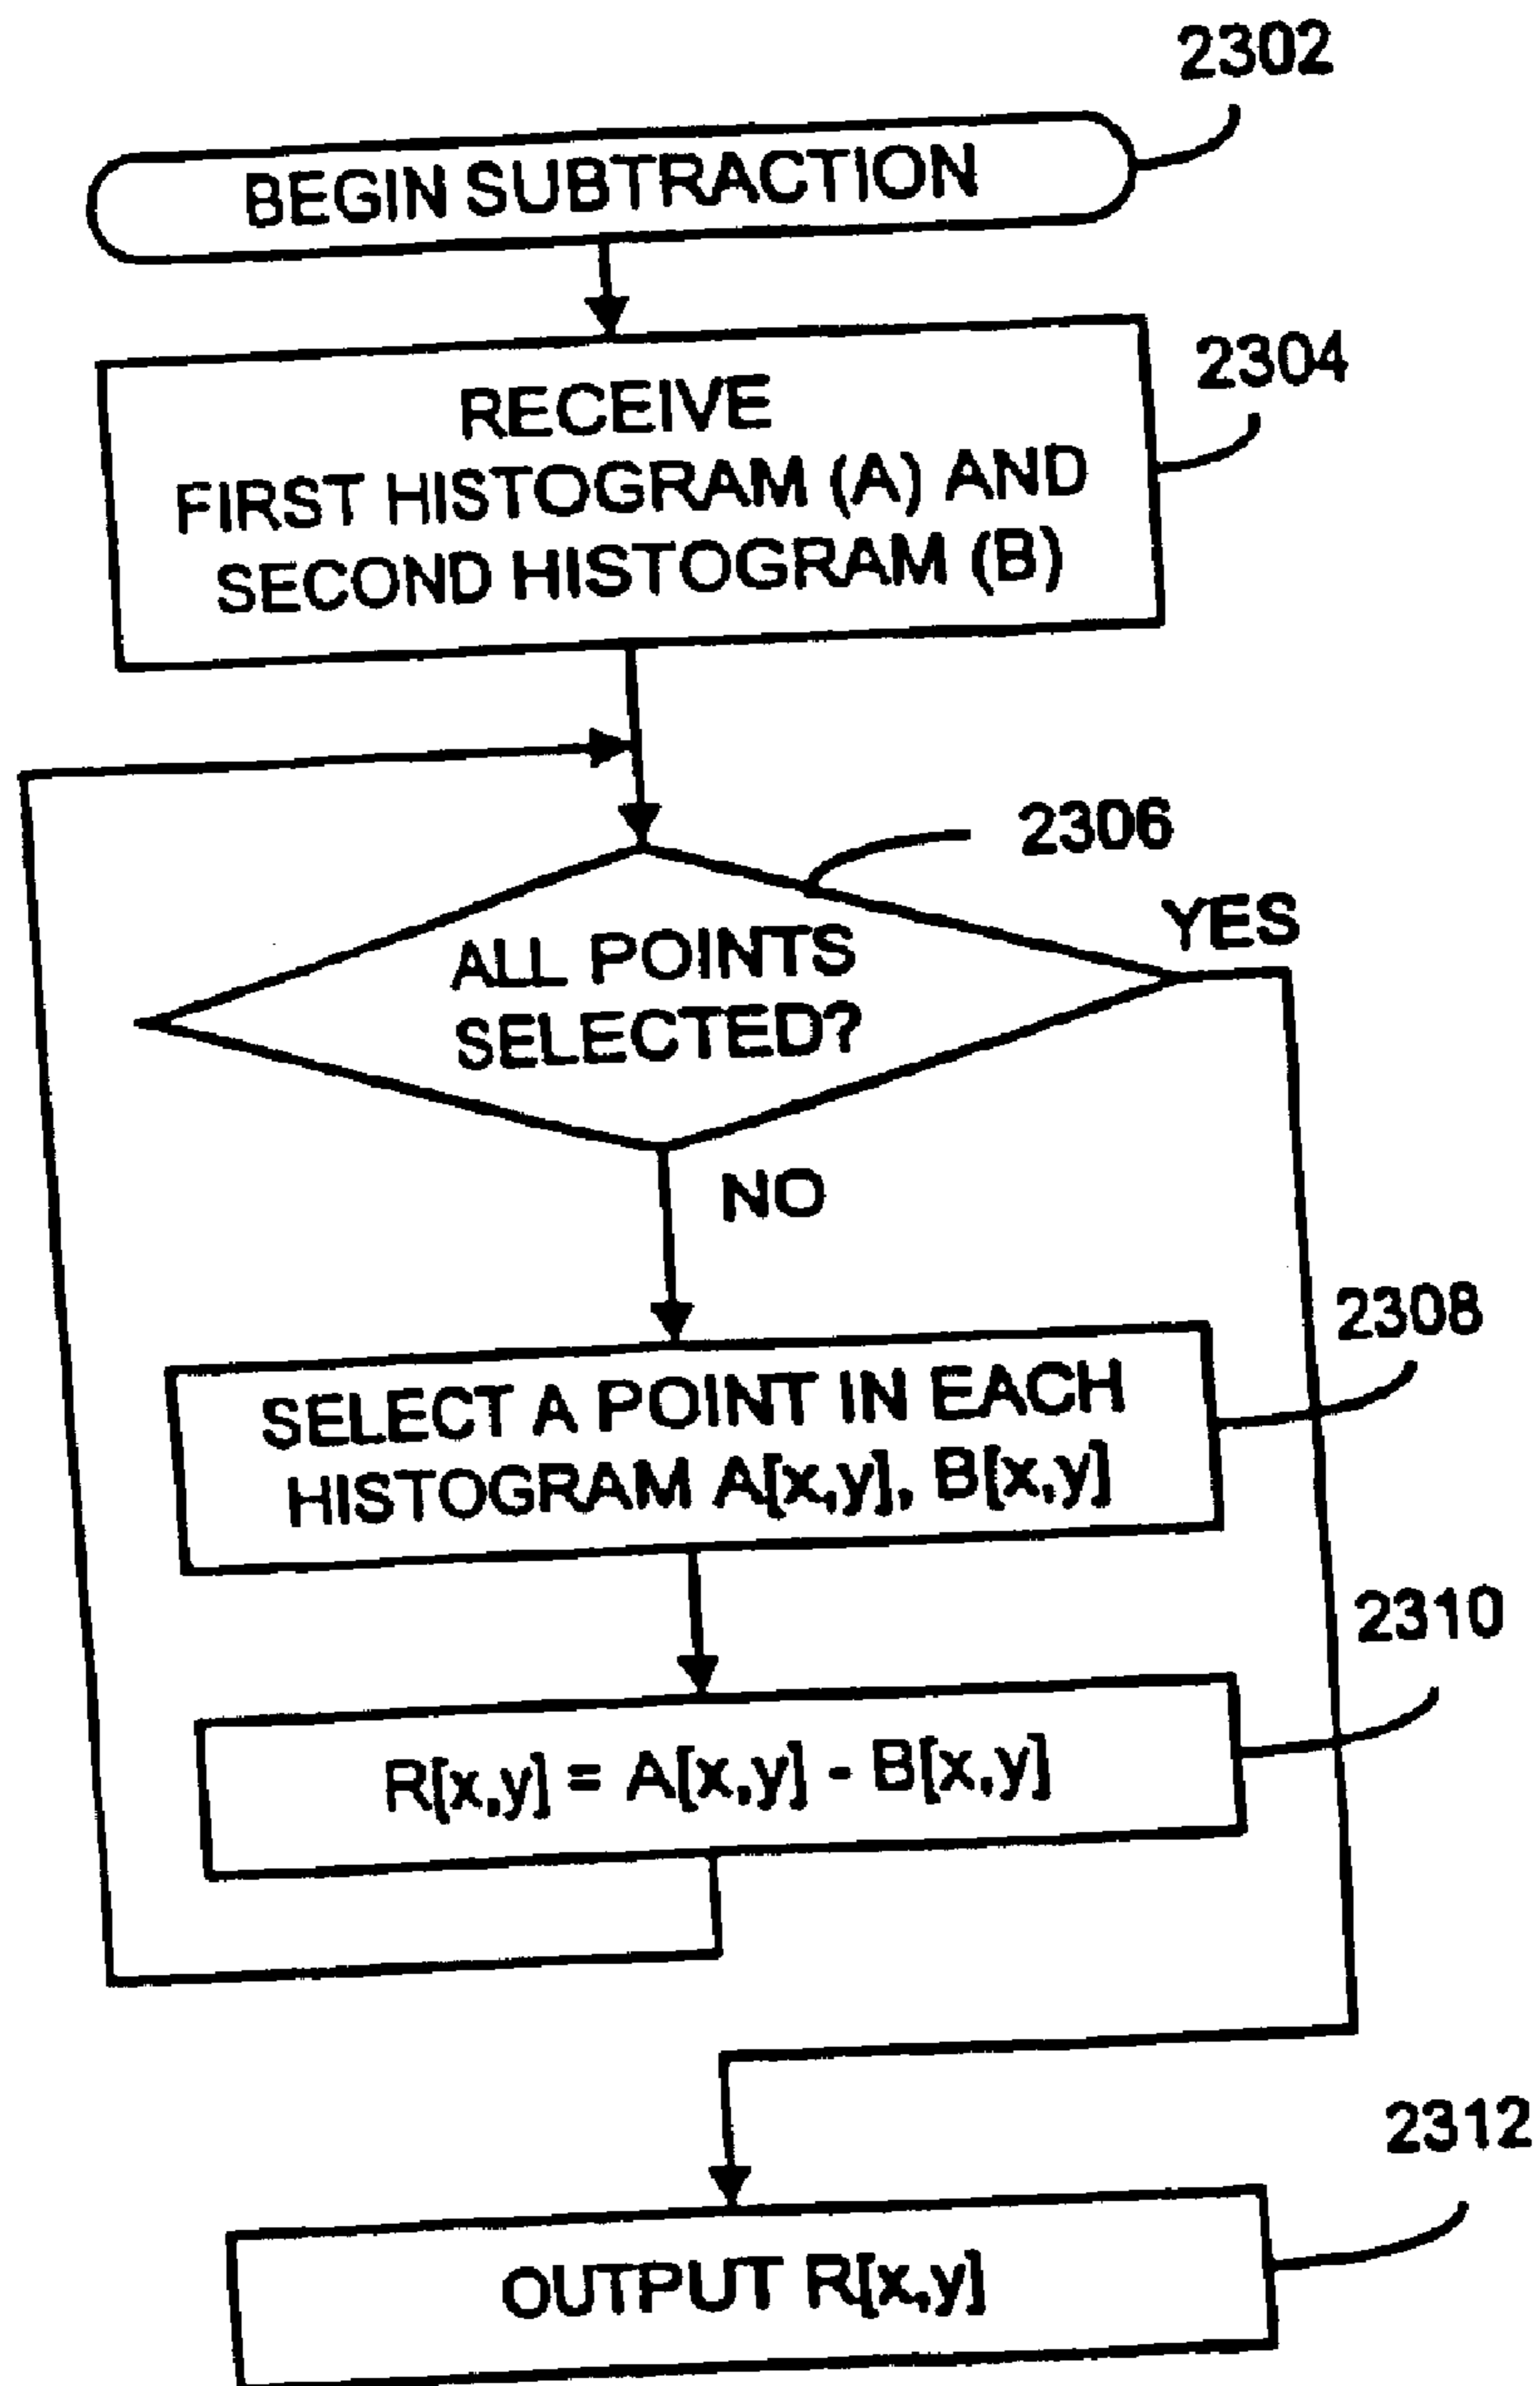 2302
BEGIN SUBTRACTION
2304
RECEIVE
FIRST HISTOGRAM (A) AND
SECOND HISTOGRAM (B)
2306
YES
ALL POINTS
SELECTED?
NO
2308
SELECT A POINT IN EACH
HISTOGRAM A[x,y], B[x,y]
2310
R[x,y] = A[x,y] - B[x,y]
2312
OUTPUT R[x,y]